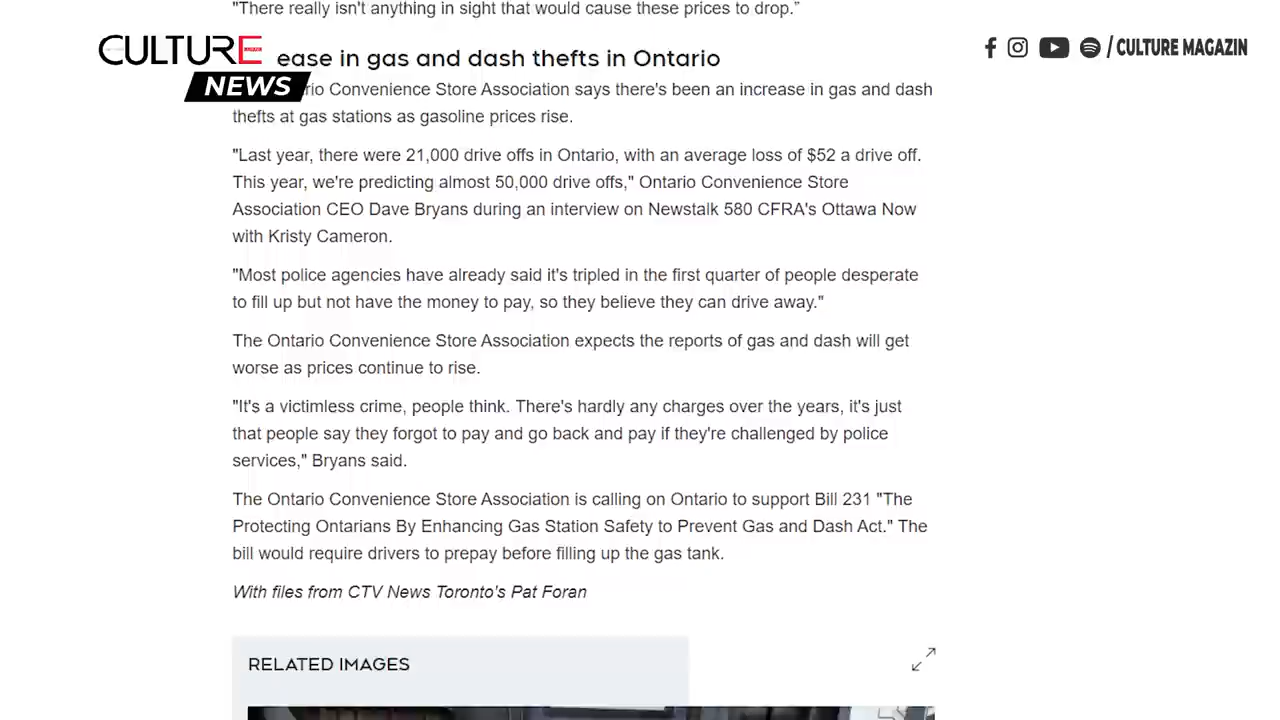 "There really isn't anything in sight that would cause these prices to drop.”
CULTURE
NEWS
/ CULTURE MAGAZIN
ease in gas and dash thefts in Ontario
rio Convenience Store Association says there's been an increase in gas and dash
thefts at gas stations as gasoline prices rise.
"Last year, there were 21,000 drive offs in Ontario, with an average loss of $52 a drive off.
This year, we're predicting almost 50,000 drive offs," Ontario Convenience Store
Association CEO Dave Bryans during an interview on Newstalk 580 CFRA's Ottawa Now
with Kristy Cameron.
"Most police agencies have already said it's tripled in the first quarter of people desperate
to fill up but not have the money to pay, so they believe they can drive away."
The Ontario Convenience Store Association expects the reports of gas and dash will get
worse as prices continue to rise.
"It's a victimless crime, people think. There's hardly any charges over the years, it's just
that people say they forgot to pay and go back and pay if they're challenged by police
services," Bryans said.
The Ontario Convenience Store Association is calling on Ontario to support Bill 231 "The
Protecting Ontarians By Enhancing Gas Station Safety to Prevent Gas and Dash Act." The
bill would require drivers to prepay before filling up the gas tank.
With files from CTV News Toronto's Pat Foran
RELATED IMAGES